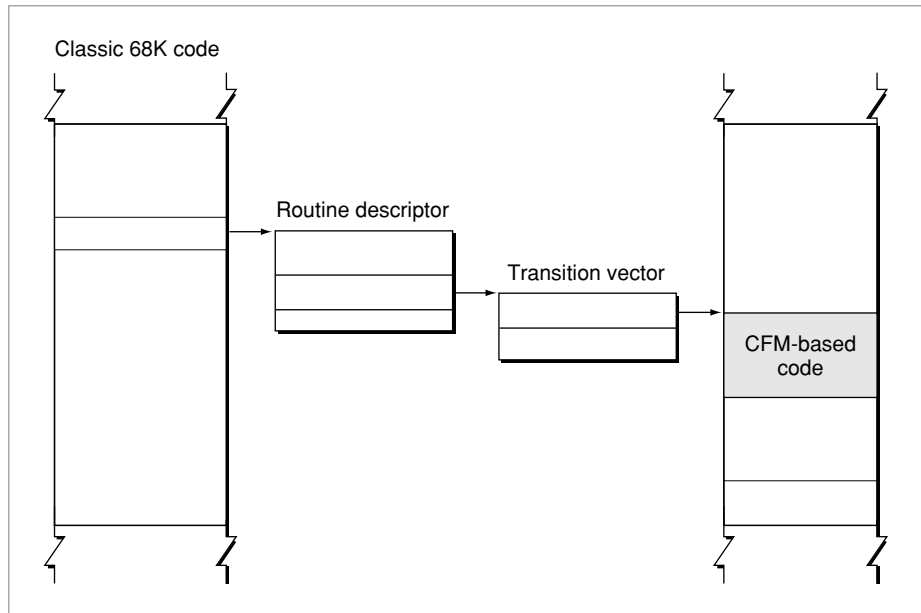 Classic 68K code
Routine descriptor
Transition vector
CFM-based
code